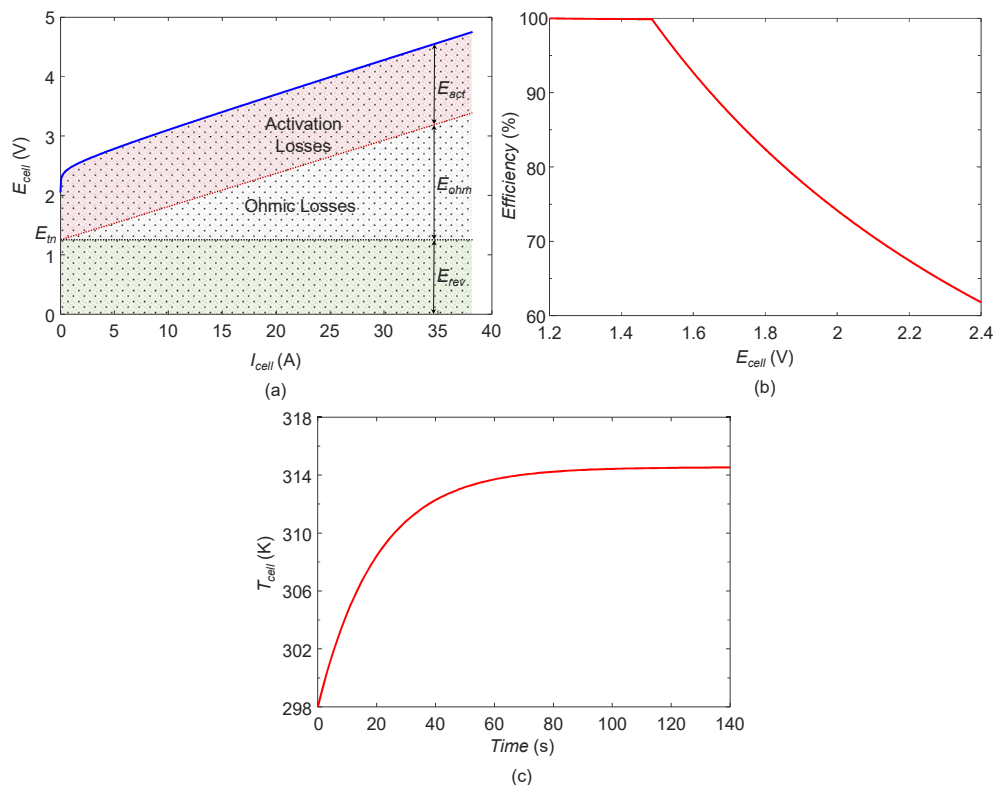 5
4
3
2
1
0
E_cell (V)
E_tn
Activation
Losses
Ohmic Losses
E_act
E_ohm
E_rev
0 5 10 15 20 25 30 35 40
I_cell (A)
(a)
100
90
80
70
60
Efficiency (%)
1.2 1.4 1.6 1.8 2 2.2 2.4
E_cell (V)
(b)
318
314
310
306
302
298
T_cell (K)
0 20 40 60 80 100 120 140
Time (s)
(c)